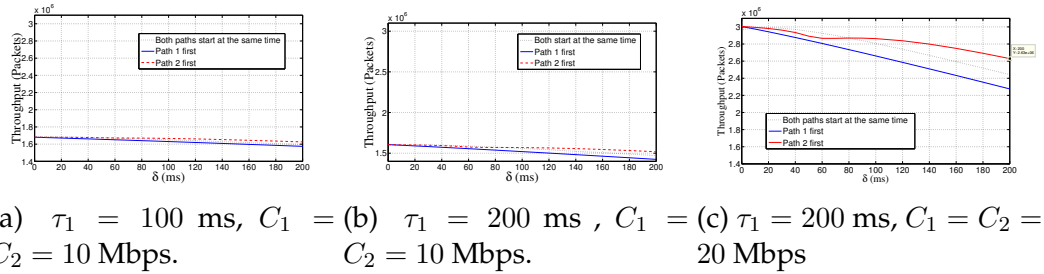 x 10⁶
3
2.8
2.6
2.4
2.2
2
1.8
1.6
1.4
Throughput (Packets)
Both paths start at the same time
Path 1 first
Path 2 first
0 20 40 60 80 100 120 140 160 180 200
δ (ms)
x 10⁶
3
2.5
2
1.5
Throughput (Packets)
Both paths start at the same time
Path 1 first
Path 2 first
0 20 40 60 80 100 120 140 160 180 200
δ (ms)
x 10⁶
3
2.8
2.6
2.4
2.2
2
1.8
1.6
1.4
Throughput (Packets)
Both paths start at the same time
Path 1 first
Path 2 first
0 20 40 60 80 100 120 140 160 180 200
δ (ms)
a) τ₁ = 100 ms, C₁ =
C₂ = 10 Mbps.
(b) τ₁ = 200 ms , C₁ =
C₂ = 10 Mbps.
(c) τ₁ = 200 ms, C₁ = C₂ =
20 Mbps